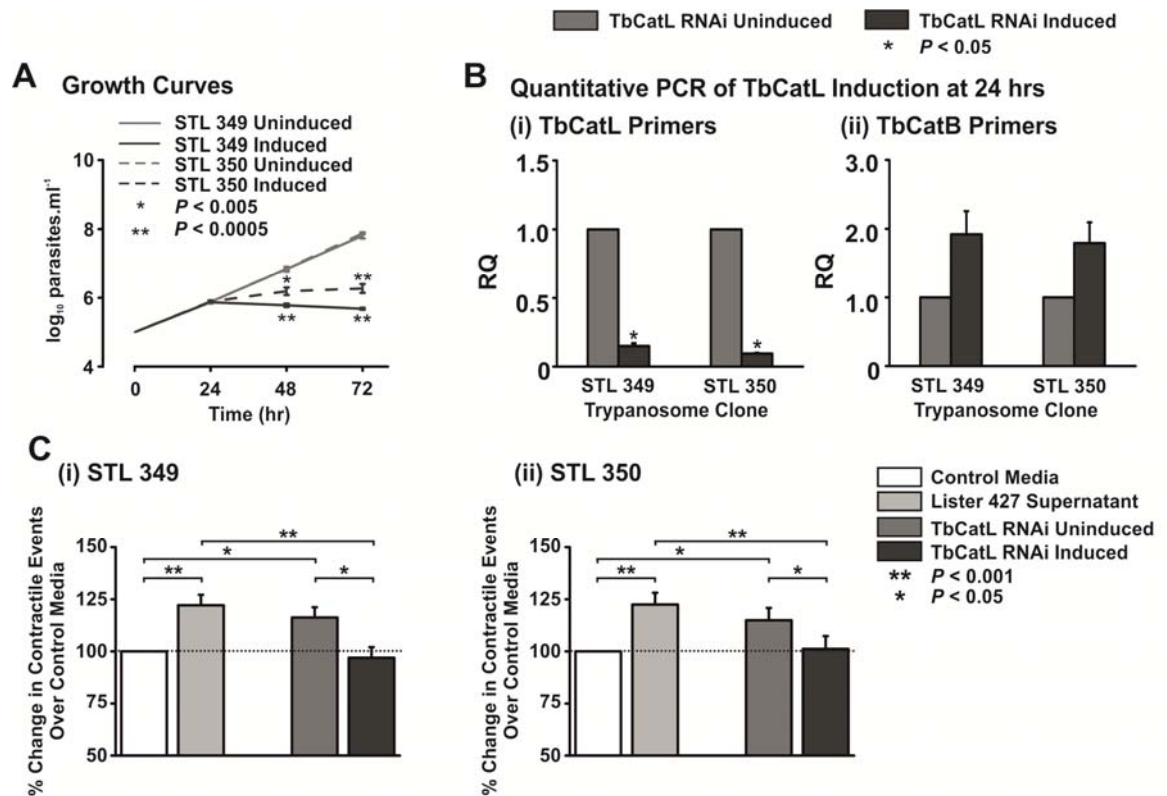 TbCatL RNAi Uninduced
TbCatL RNAi Induced
* P < 0.05
A Growth Curves
STL 349 Uninduced
STL 349 Induced
STL 350 Uninduced
STL 350 Induced
* P < 0.005
** P < 0.0005
log₁₀ parasites.ml⁻¹
10
8
6
4
* **
** **
0 24 48 72
Time (hr)
B Quantitative PCR of TbCatL Induction at 24 hrs
(i) TbCatL Primers
RQ
1.5
1.0
0.5
0
* *
STL 349 STL 350
Trypanosome Clone
(ii) TbCatB Primers
RQ
3.0
2.0
1.0
0
STL 349 STL 350
Trypanosome Clone
C
(i) STL 349
% Change in Contractile Events
Over Control Media
150
125
100
75
50
**
*
** *
(ii) STL 350
% Change in Contractile Events
Over Control Media
150
125
100
75
50
**
*
** *
Control Media
Lister 427 Supernatant
TbCatL RNAi Uninduced
TbCatL RNAi Induced
** P < 0.001
* P < 0.05